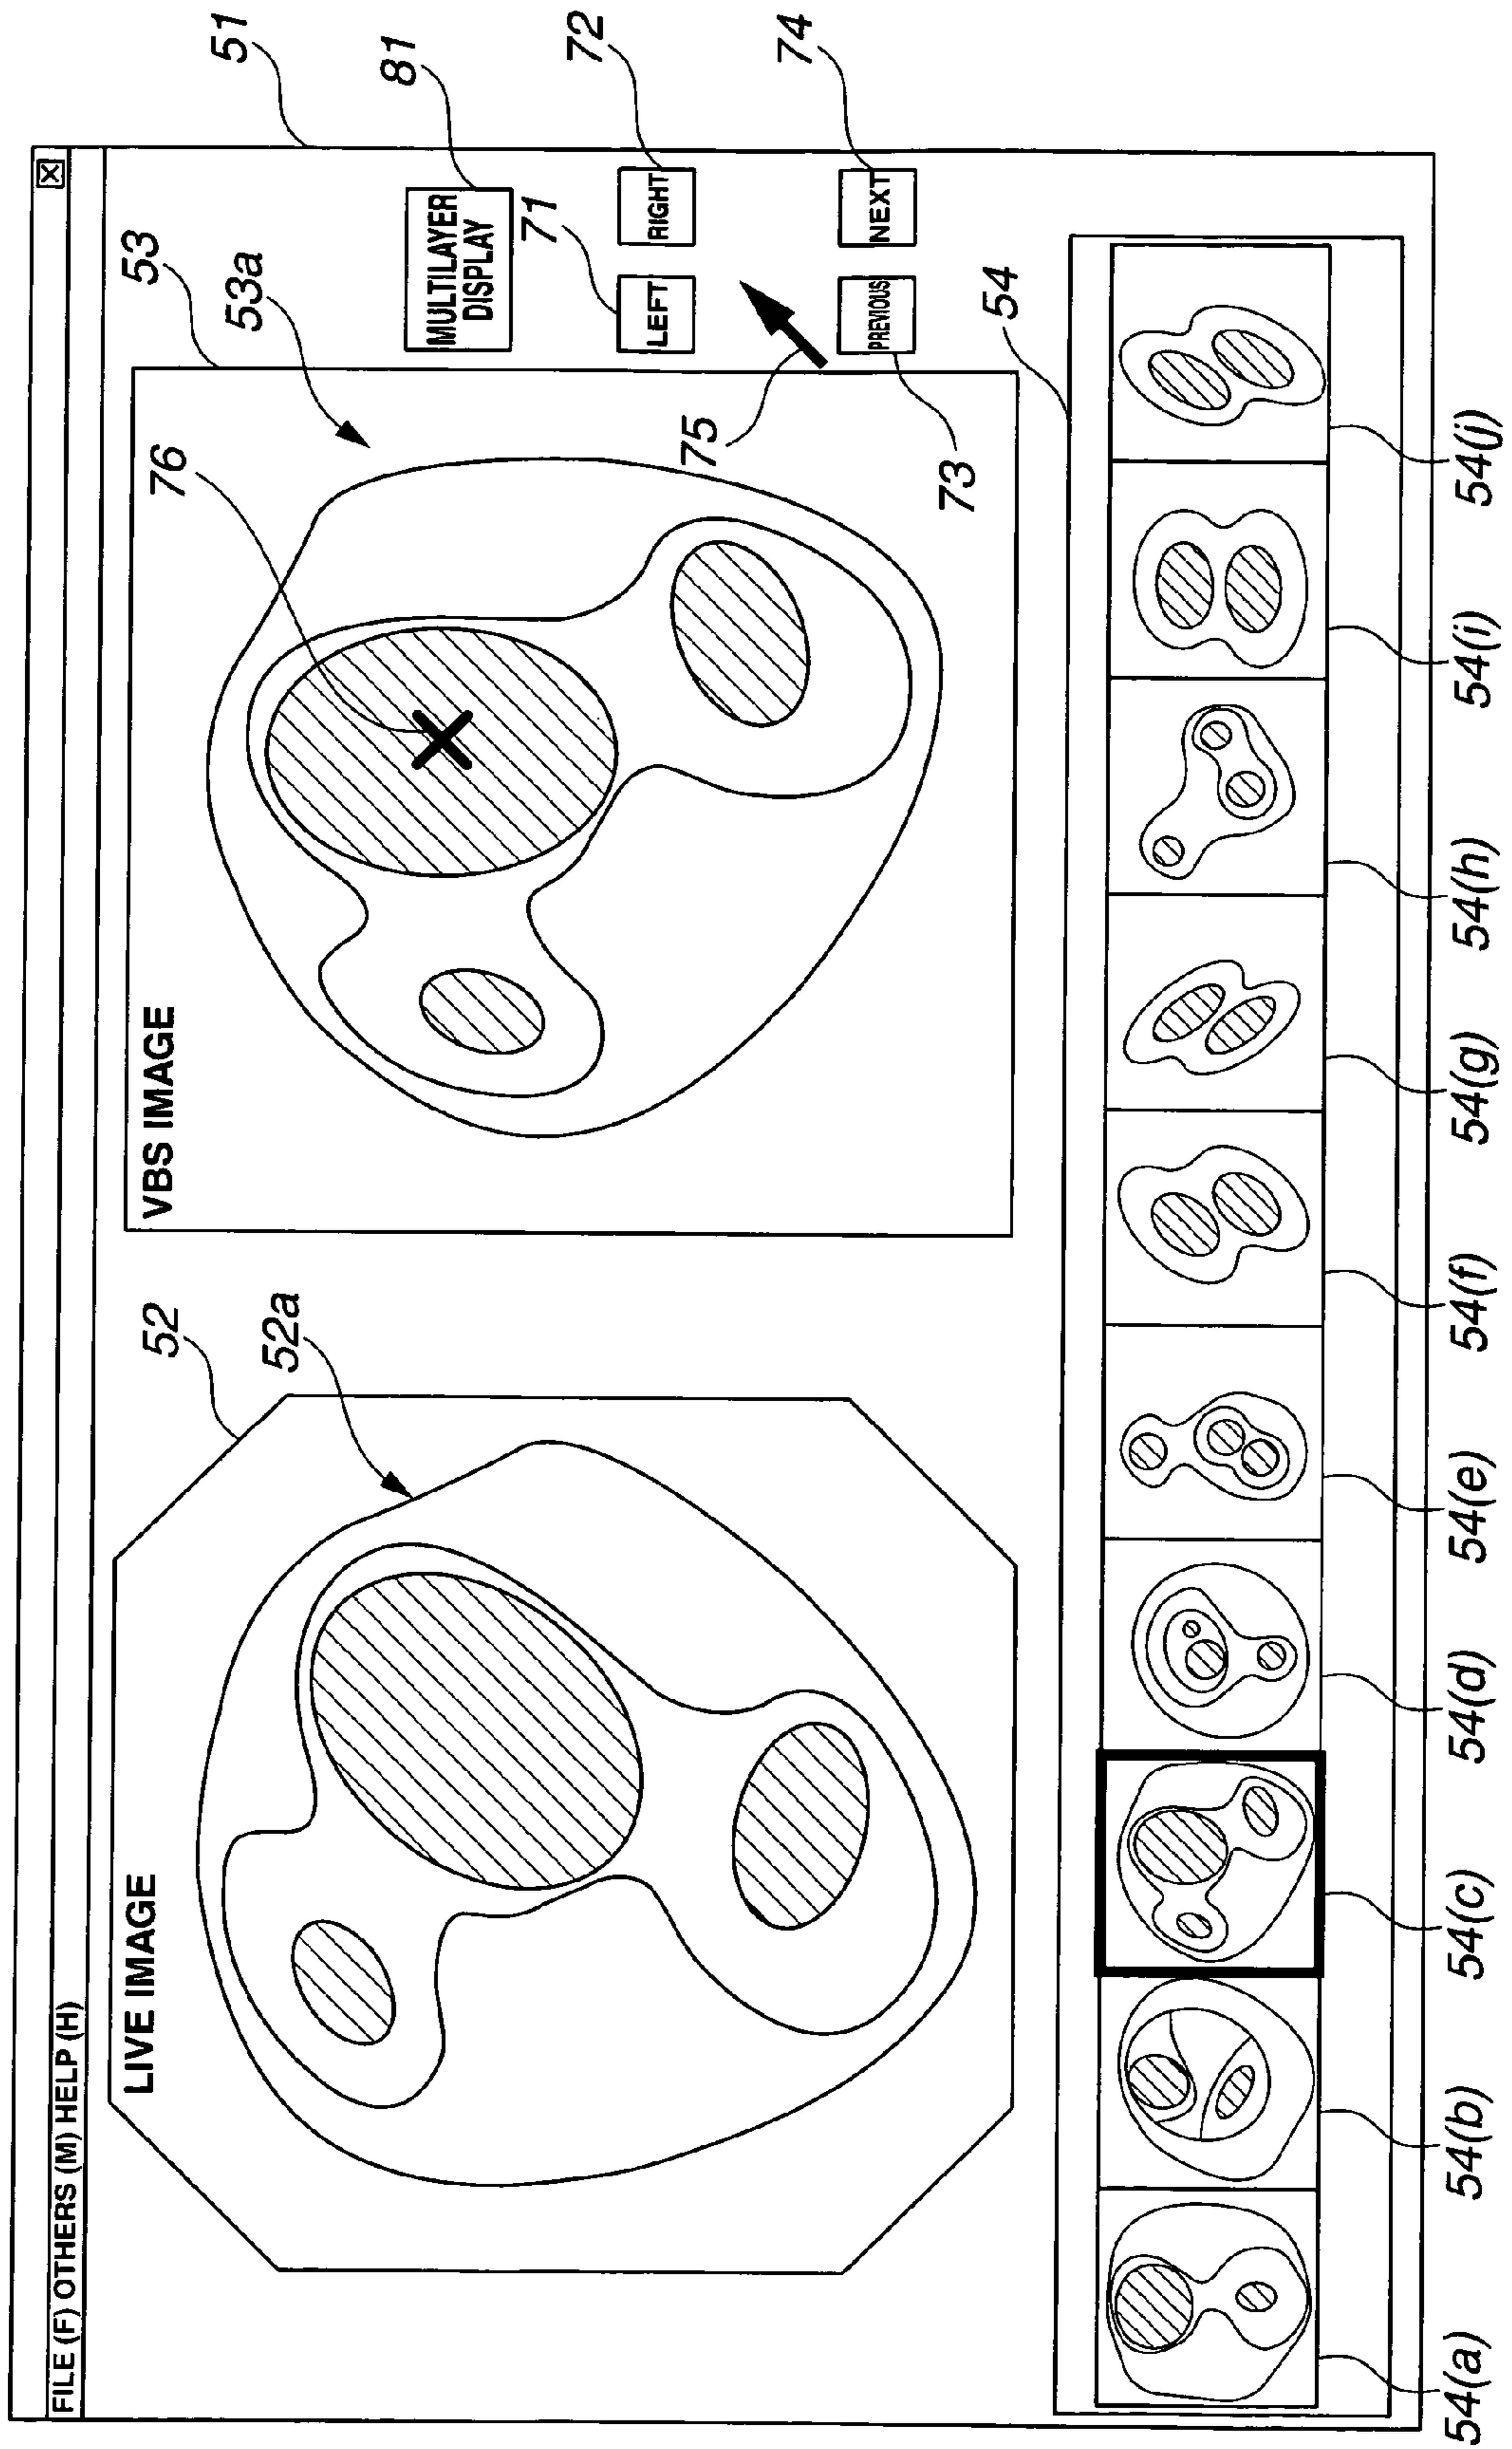 FILE (F) OTHERS (M) HELP (H)
X
51
LIVE IMAGE
52
52a
VBS IMAGE
76
53a
53
MULTILAYER
DISPLAY
81
71
LEFT
RIGHT
72
75
PREVIOUS
NEXT
74
73
54
54(a)
54(b)
54(c)
54(d)
54(e)
54(f)
54(g)
54(h)
54(i)
54(j)